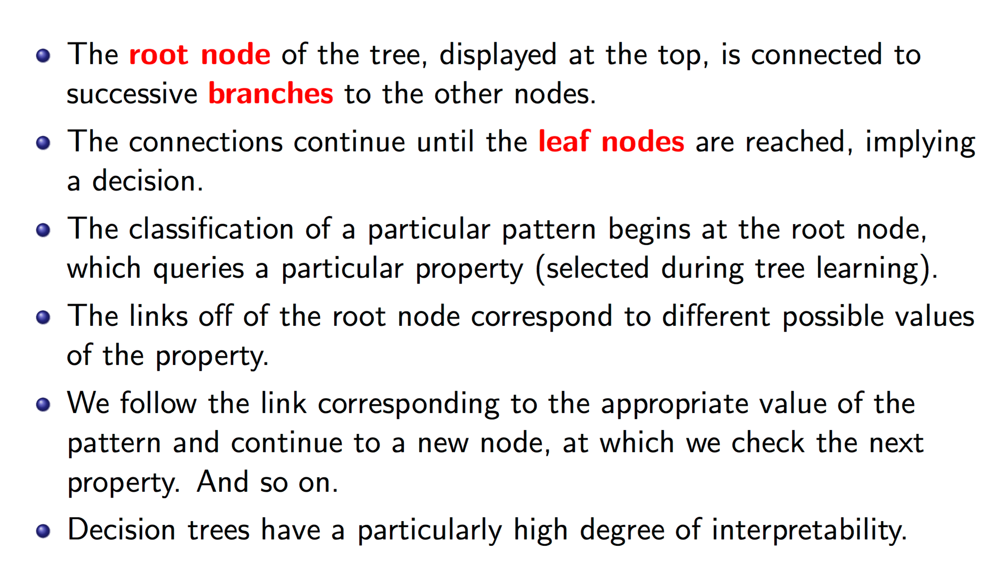 The root node of the tree, displayed at the top, is connected to
successive branches to the other nodes.
The connections continue until the leaf nodes are reached, implying
a decision.
The classification of a particular pattern begins at the root node,
which queries a particular property (selected during tree learning).
The links off of the root node correspond to different possible values
of the property.
We follow the link corresponding to the appropriate value of the
pattern and continue to a new node, at which we check the next
property. And so on.
Decision trees have a particularly high degree of interpretability.